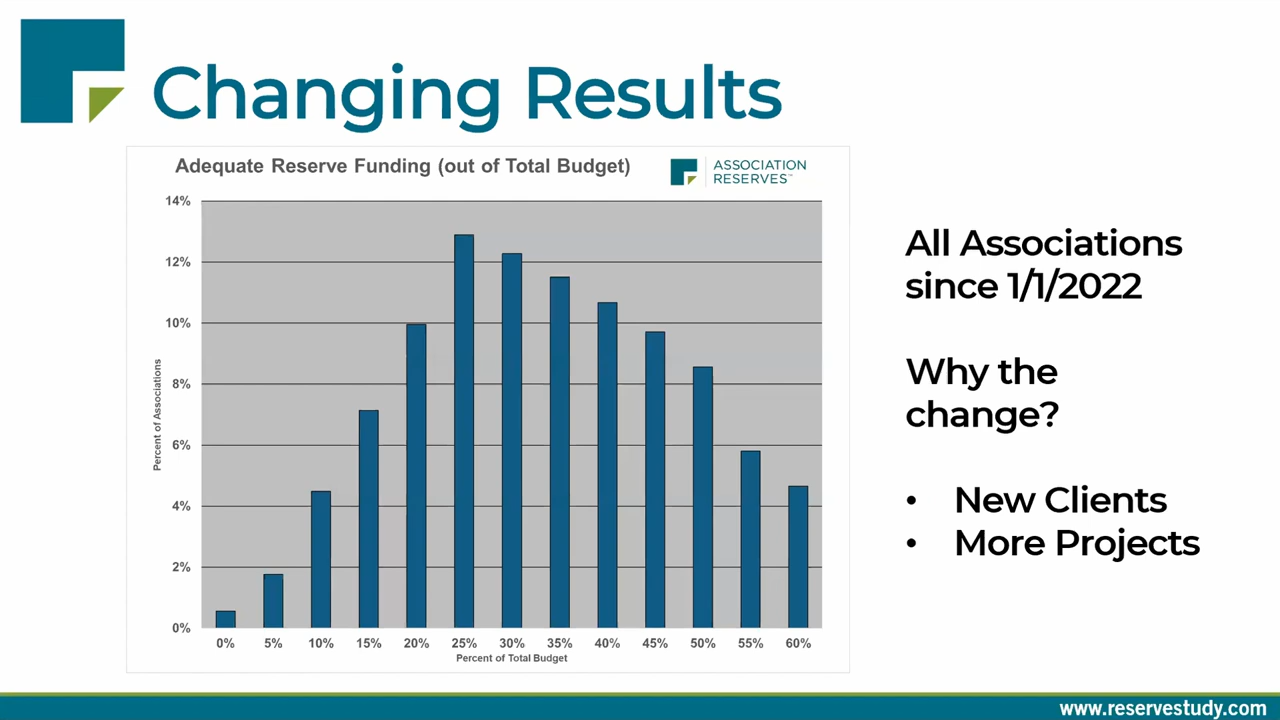 Changing Results
Adequate Reserve Funding (out of Total Budget)
ASSOCIATION
RESERVES™
14%
12%
10%
8%
6%
4%
2%
0%
Percent of Associations
0% 5% 10% 15% 20% 25% 30% 35% 40% 45% 50% 55% 60%
Percent of Total Budget
All Associations
since 1/1/2022
Why the
change?
• New Clients
• More Projects
www.reservestudy.com